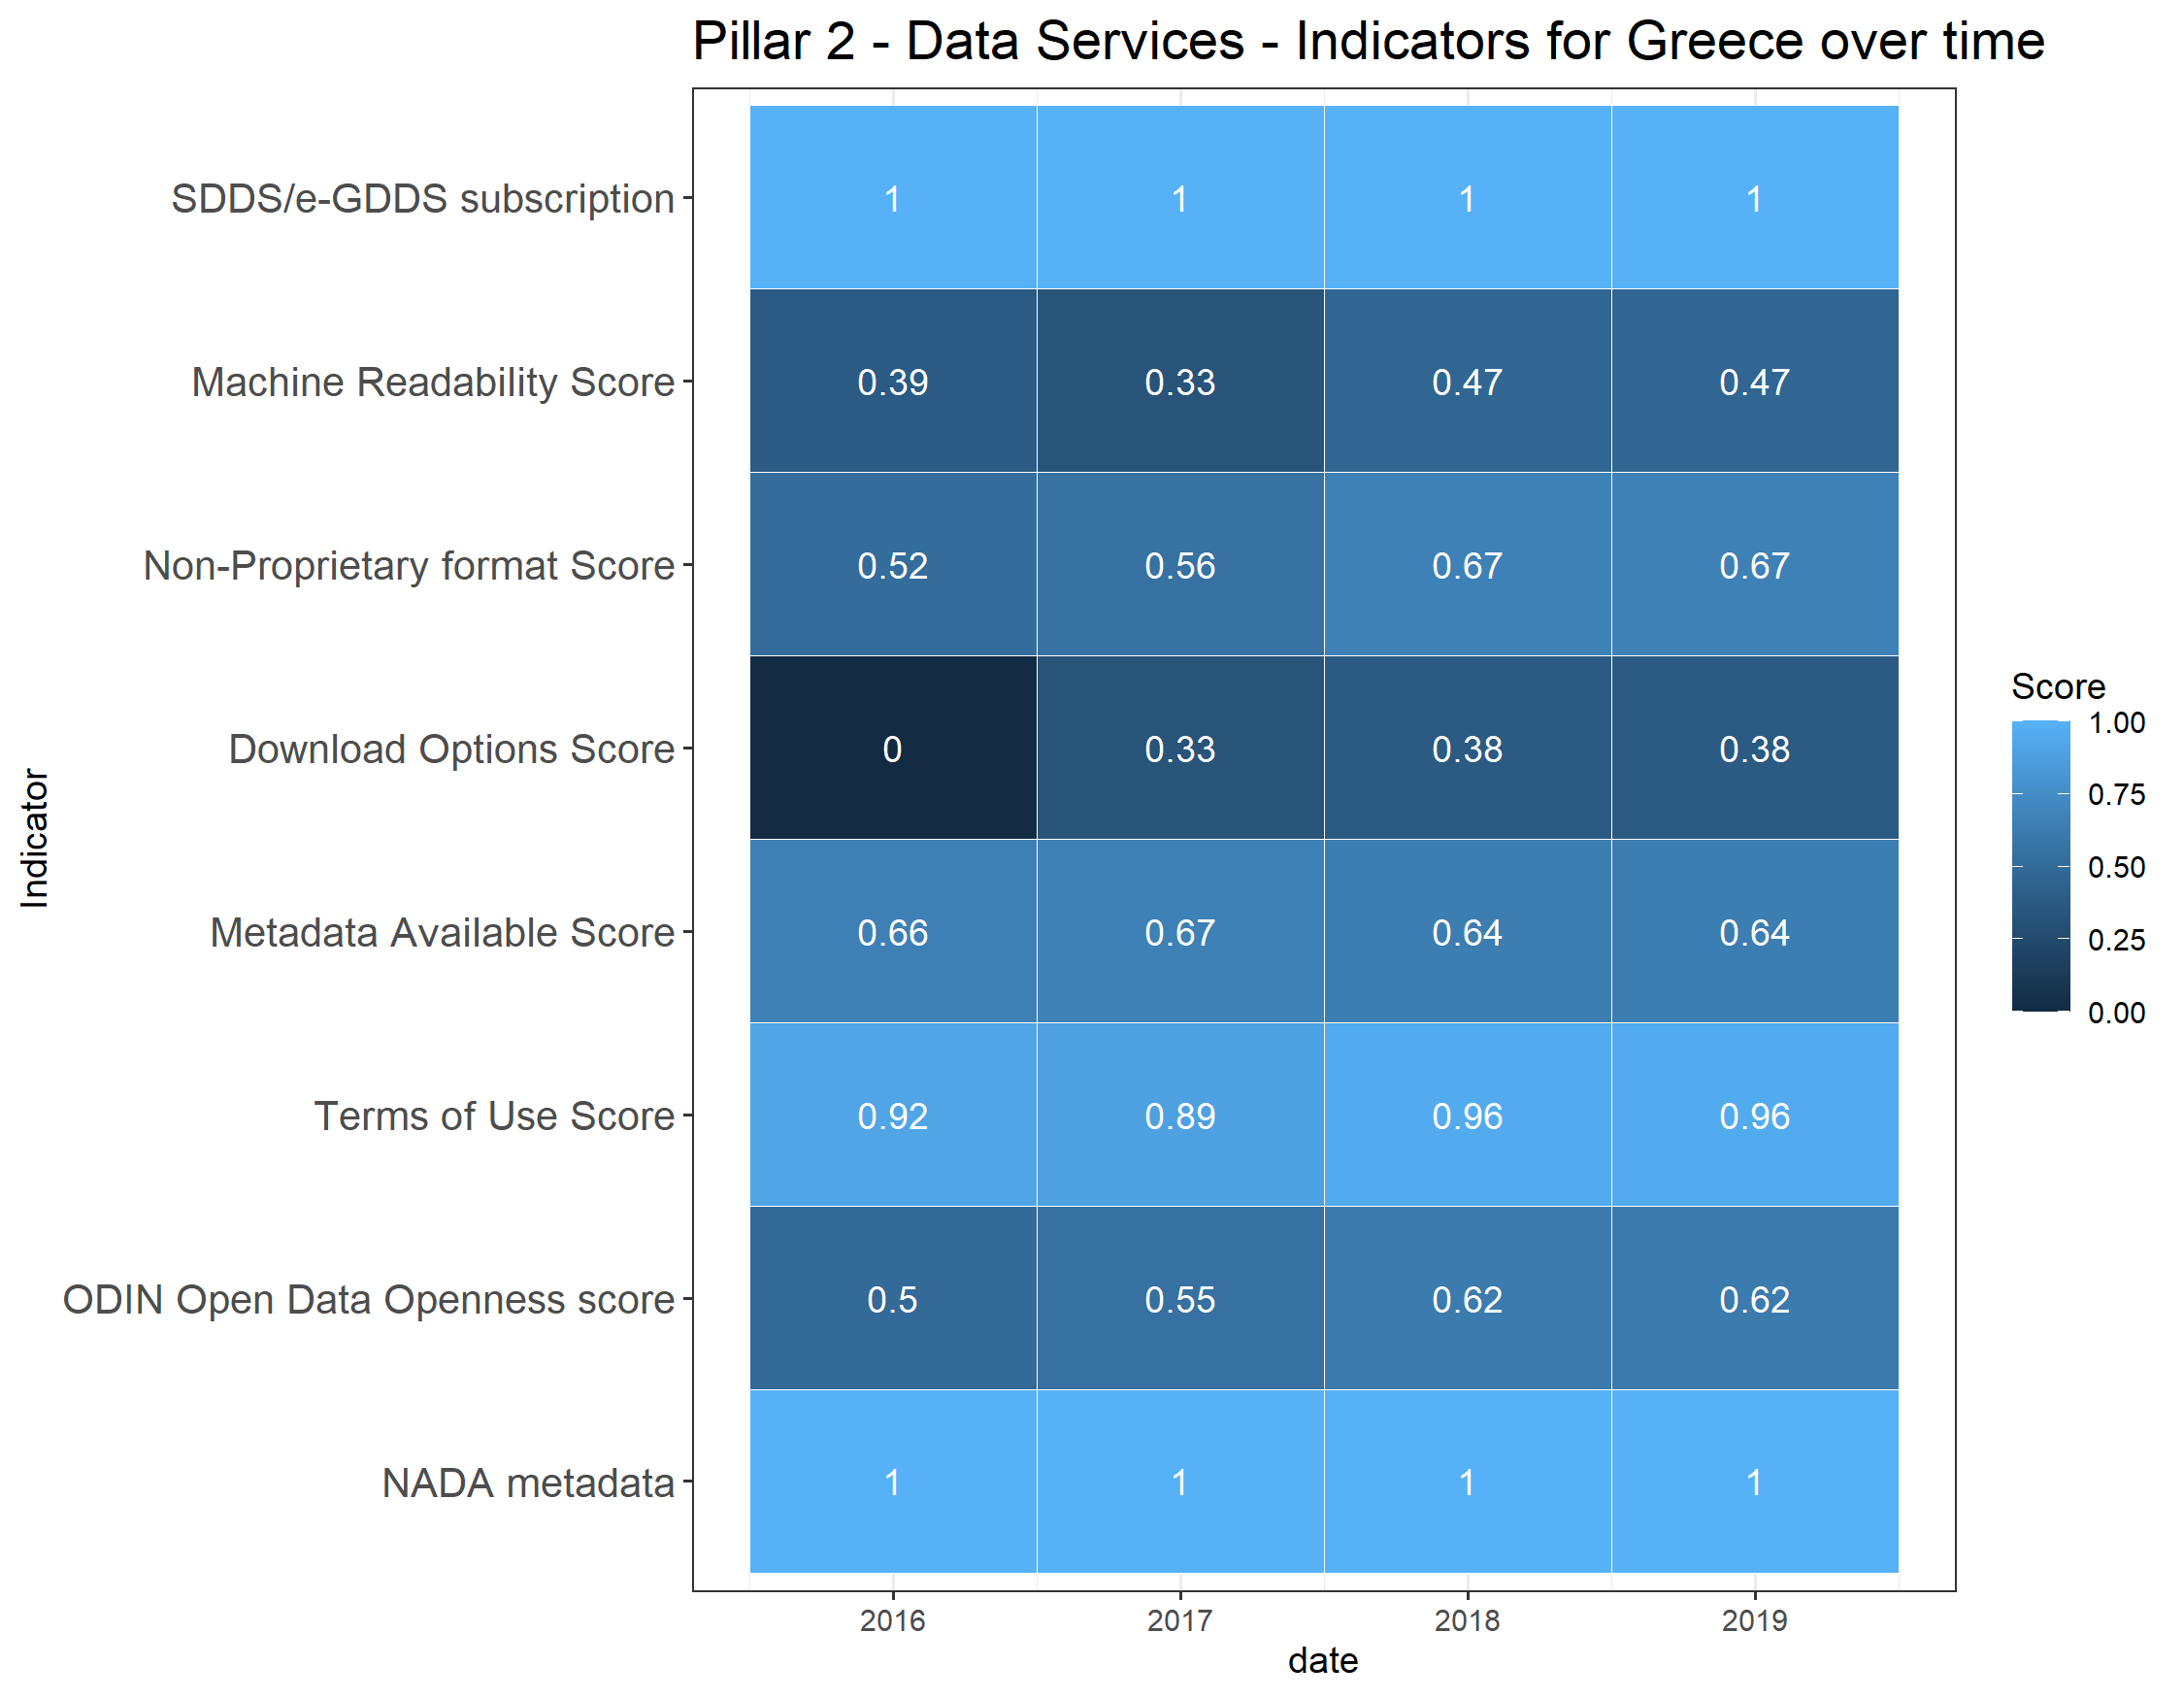 Pillar 2 - Data Services - Indicators for Greece over time
Indicator
SDDS/e-GDDS subscription 1 1 1 1
Machine Readability Score 0.39 0.33 0.47 0.47
Non-Proprietary format Score 0.52 0.56 0.67 0.67
Download Options Score 0 0.33 0.38 0.38
Metadata Available Score 0.66 0.67 0.64 0.64
Terms of Use Score 0.92 0.89 0.96 0.96
ODIN Open Data Openness score 0.5 0.55 0.62 0.62
NADA metadata 1 1 1 1
2016 2017 2018 2019
date
Score
1.00
0.75
0.50
0.25
0.00